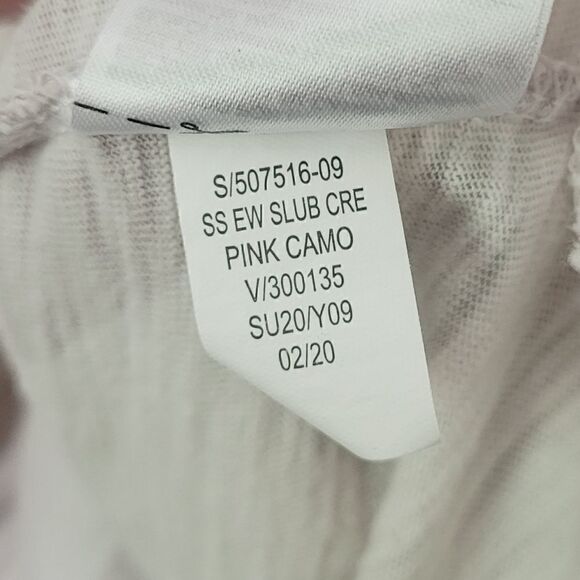 S/507516-09
SS EW SLUB CRE
PINK CAMO
V/300135
SU20/Y09
02/20